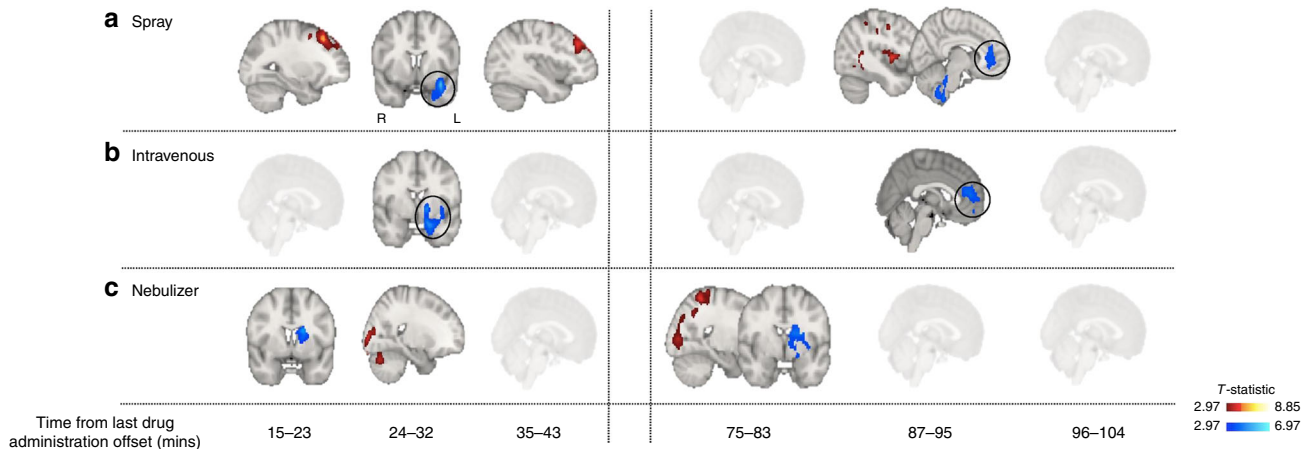 a Spray
R L
b Intravenous
c Nebulizer
T-statistic
2.97 8.85
2.97 6.97
Time from last drug
administration offset (mins)
15–23 24–32 35–43 75–83 87–95 96–104